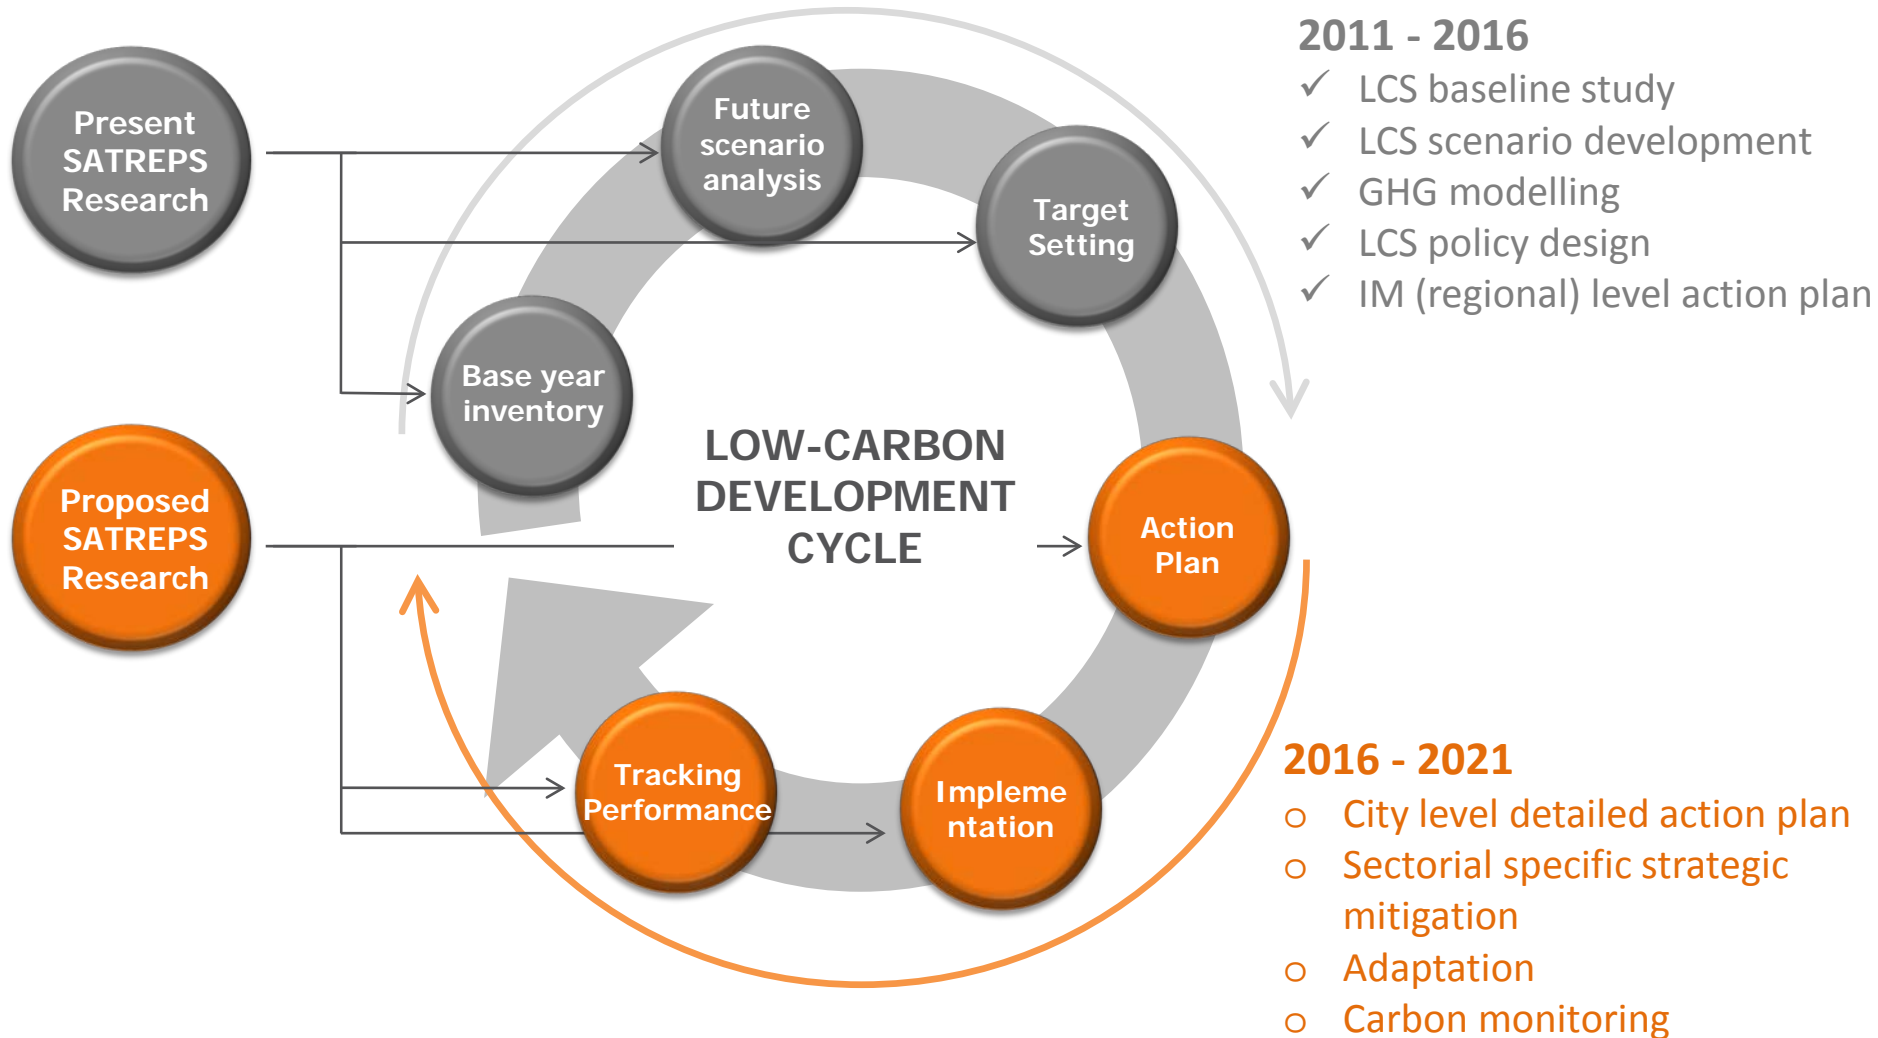 Present
SATREPS
Research
Future
scenario
analysis
Target
Setting
Base year
inventory
LOW-CARBON
DEVELOPMENT
CYCLE
Proposed
SATREPS
Research
Action
Plan
Tracking
Performance
Impleme
ntation
2011 - 2016
✓ LCS baseline study
✓ LCS scenario development
✓ GHG modelling
✓ LCS policy design
✓ IM (regional) level action plan
2016 - 2021
o City level detailed action plan
o Sectorial specific strategic
mitigation
o Adaptation
o Carbon monitoring